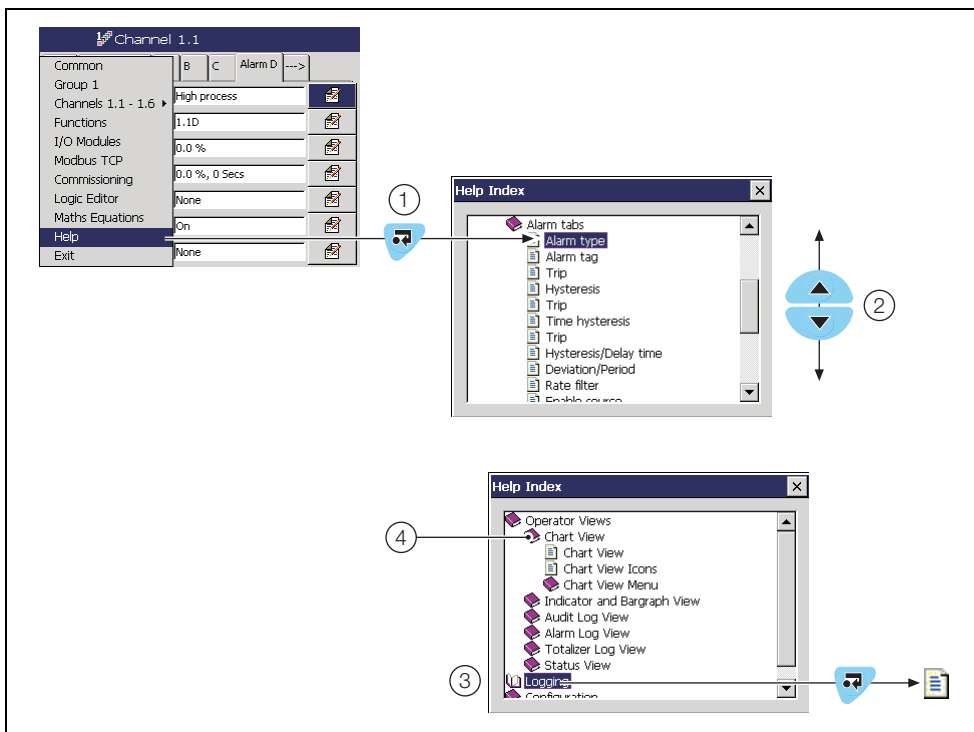 Channel 1.1
Common
Group 1
Channels 1.1 - 1.6
Functions
I/O Modules
Modbus TCP
Commissioning
Logic Editor
Maths Equations
Help
Exit
B C Alarm D --->
High process
1.1D
0.0 %
0.0 %, 0 Secs
None
On
None
1
Help Index
Alarm tabs
Alarm type
Alarm tag
Trip
Hysteresis
Trip
Time hysteresis
Trip
Hysteresis/Delay time
Deviation/Period
Rate filter
Enable source
2
Help Index
Operator Views
4
Chart View
Chart View
Chart View Icons
Chart View Menu
Indicator and Bargraph View
Audit Log View
Alarm Log View
Totalizer Log View
Status View
3
Logging
Configuration